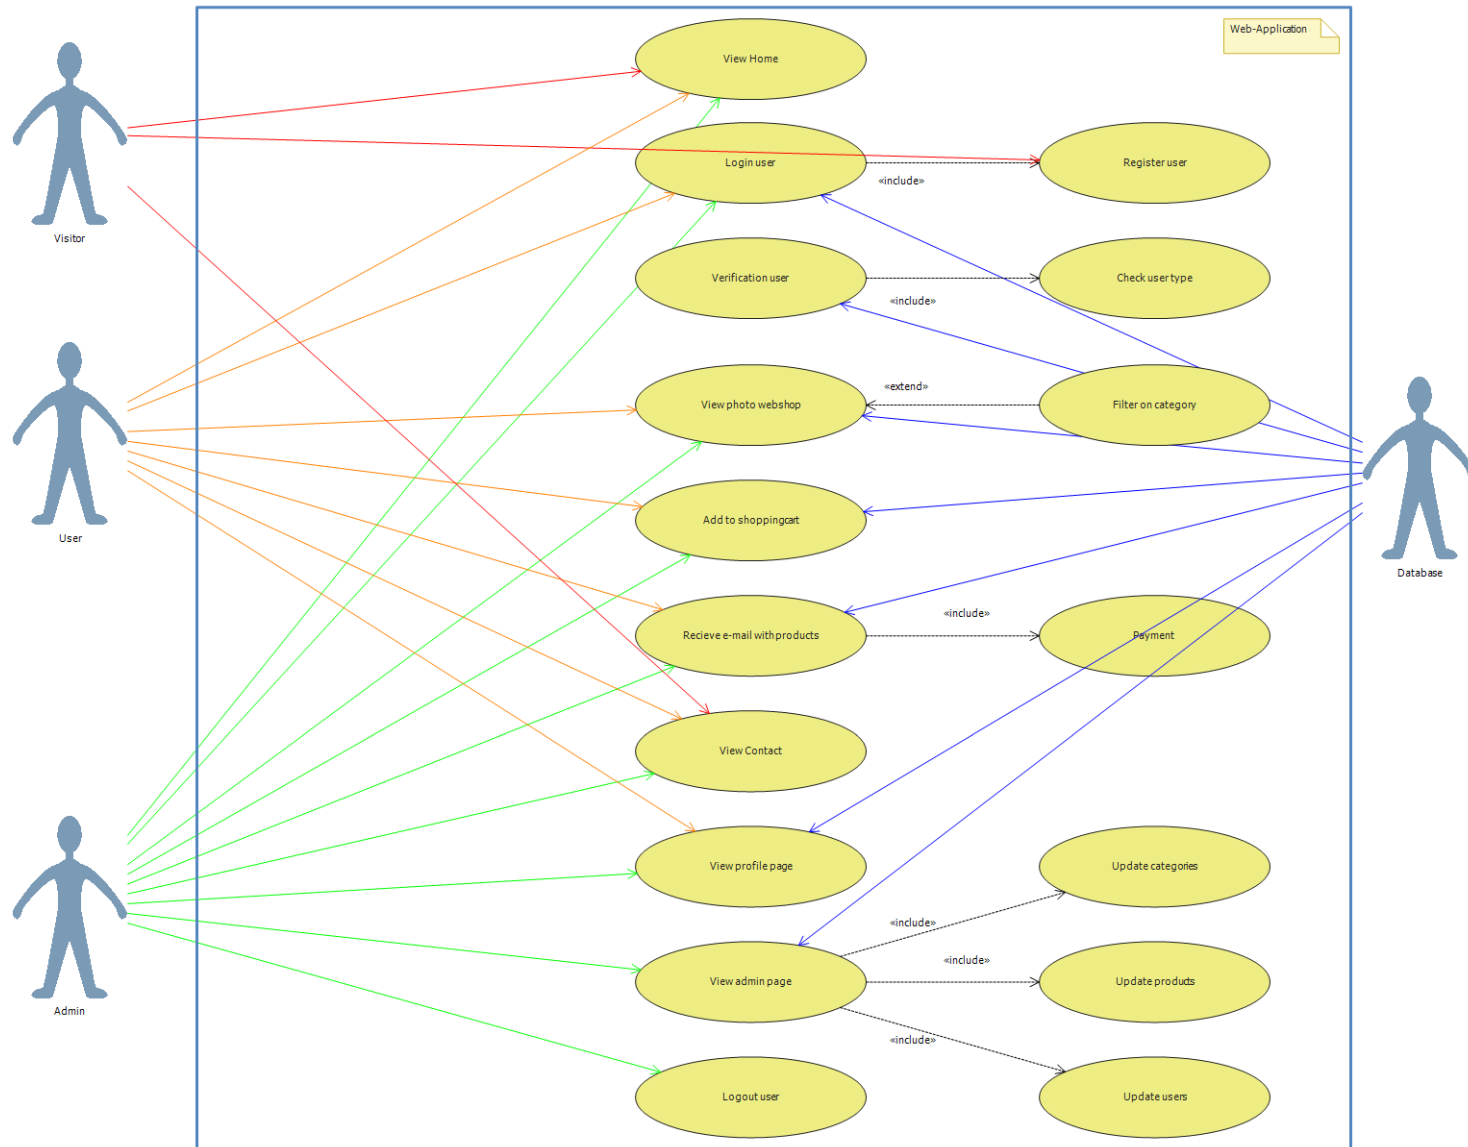 Web-Application
View Home
Login user
Register user
«include»
Visitor
Verification user
Check user type
«include»
View photo webshop
«extend»
Filter on category
User
Add to shoppingcart
Database
Recieve e-mail with products
«include»
Payment
View Contact
View profile page
Update categories
«include»
View admin page
«include»
Update products
Admin
«include»
Logout user
Update users